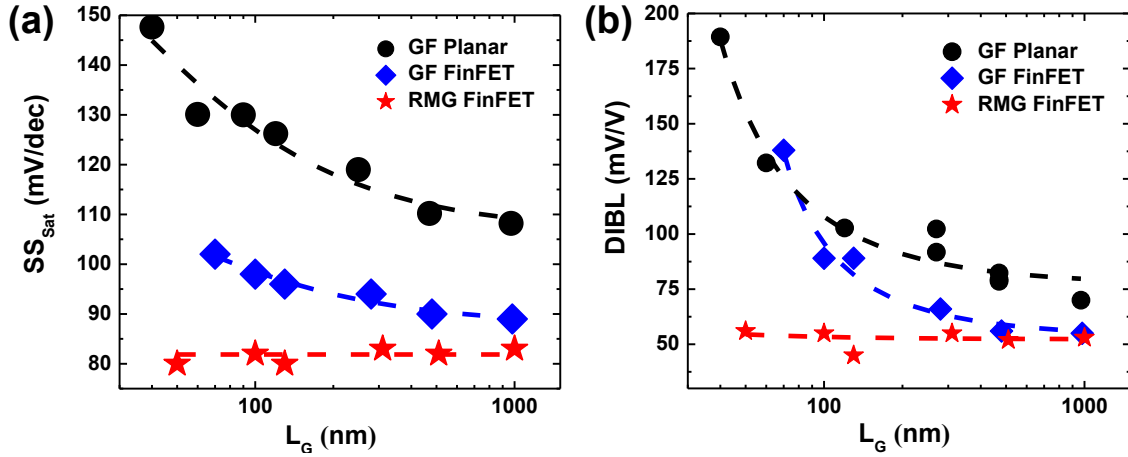 (a)
150
140
130
120
110
100
90
80
SS_Sat (mV/dec)
GF Planar
GF FinFET
RMG FinFET
100
1000
L_G (nm)
(b)
200
175
150
125
100
75
50
DIBL (mV/V)
GF Planar
GF FinFET
RMG FinFET
100
1000
L_G (nm)